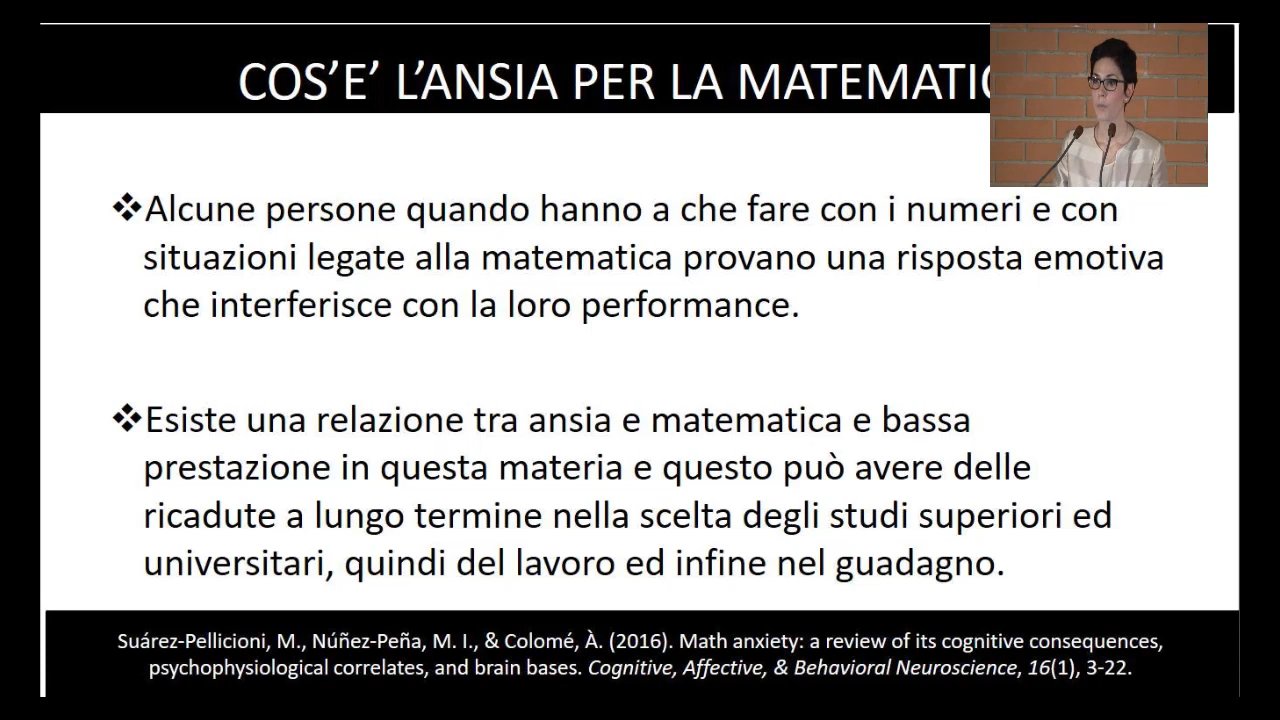 COS'E' L'ANSIA PER LA
❖Alcune persone quando hanno a che fare con i numeri e con
situazioni legate alla matematica provano una risposta emotiva
che interferisce con la loro performance.
❖Esiste una relazione tra ansia e matematica e bassa
prestazione in questa materia e questo può avere delle
ricadute a lungo termine nella scelta degli studi superiori ed
universitari, quindi del lavoro ed infine nel guadagno.
Suárez-Pellicioni, M., Núñez-Peña, M. I., & Colomé, À. (2016). Math anxiety: a review of its cognitive consequences,
psychophysiological correlates, and brain bases. Cognitive, Affective, & Behavioral Neuroscience, 16(1), 3-22.